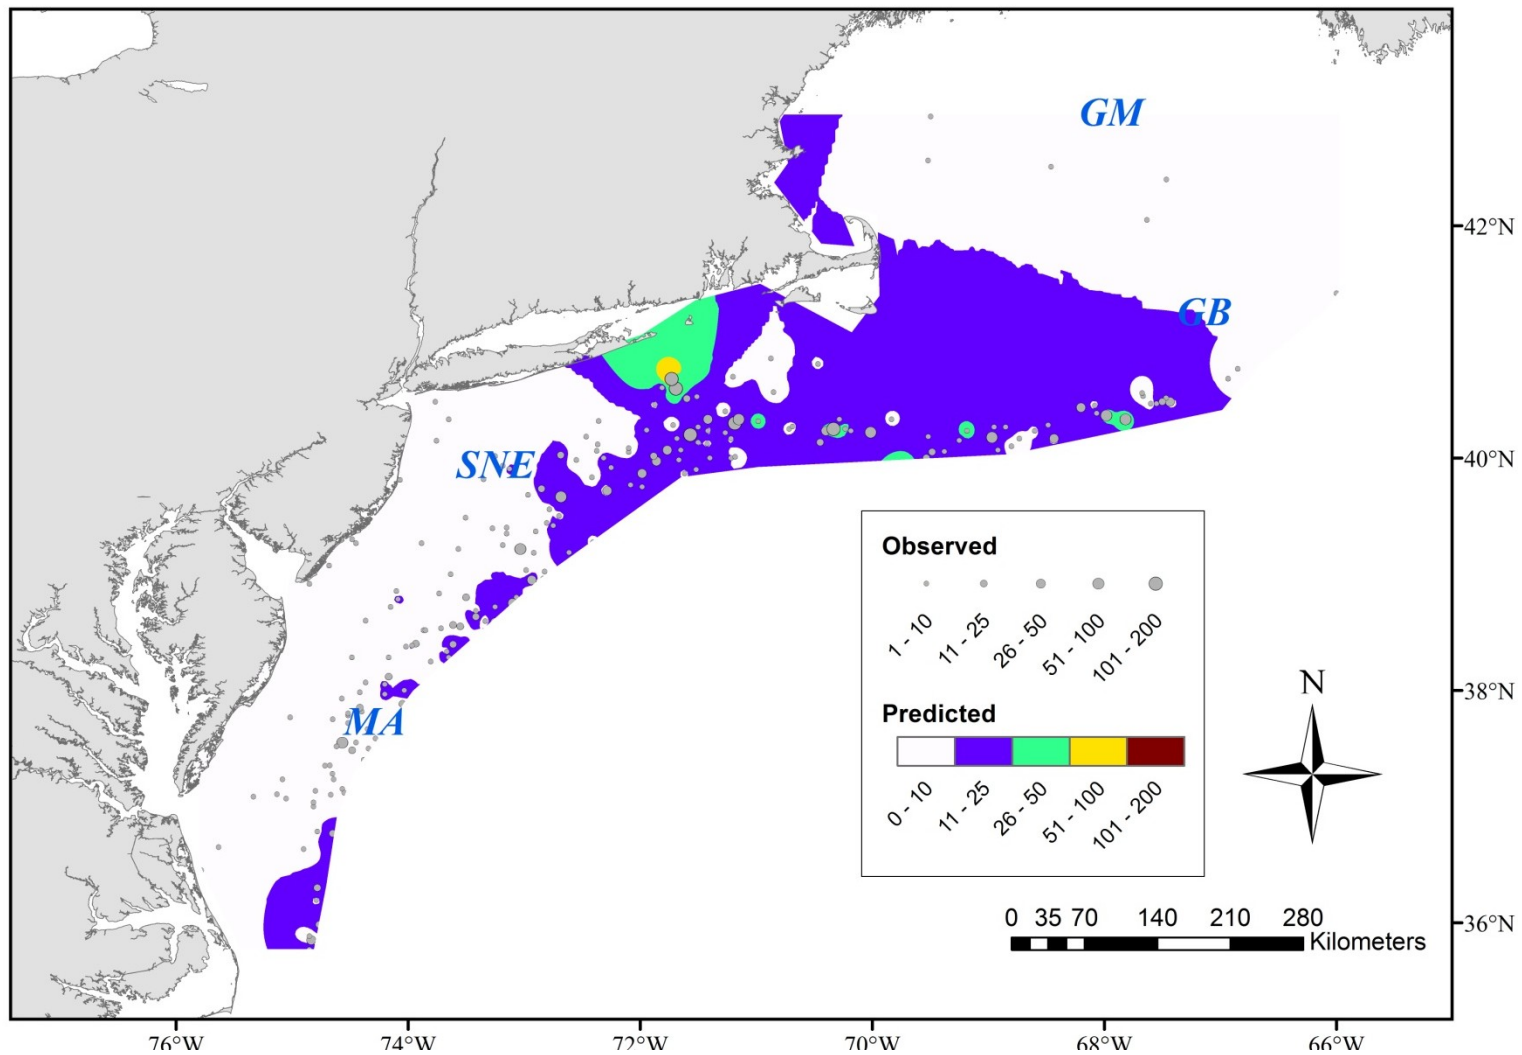 GM
42°N
GB
40°N
SNE
Observed
1 - 10
11 - 25
26 - 50
51 - 100
101 - 200
N
38°N
MA
Predicted
0 - 10
11 - 25
26 - 50
51 - 100
101 - 200
0 35 70 140 210 280
Kilometers
36°N
76°W 74°W 72°W 70°W 68°W 66°W